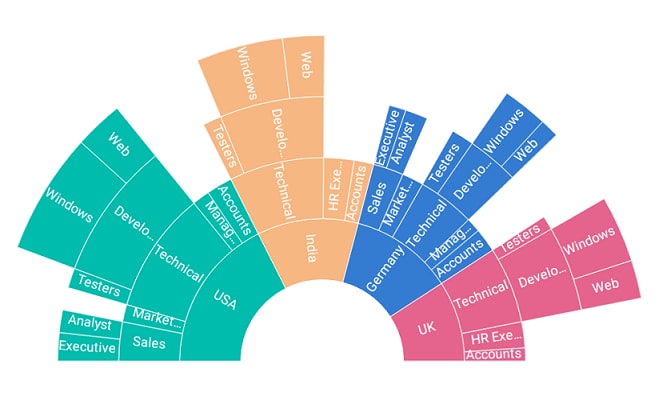 USA
Sales
Executive
Analyst
Market...
Technical
Testers
Develo...
Windows
Web
Manag...
Accounts
India
Technical
Testers
Develo...
Windows
Web
HR Exe...
Accounts
Germany
Sales
Executive
Analyst
Market...
Technical
Testers
Develo...
Windows
Web
Manag...
Accounts
UK
Technical
Testers
Develo...
Windows
Web
HR Exe...
Accounts